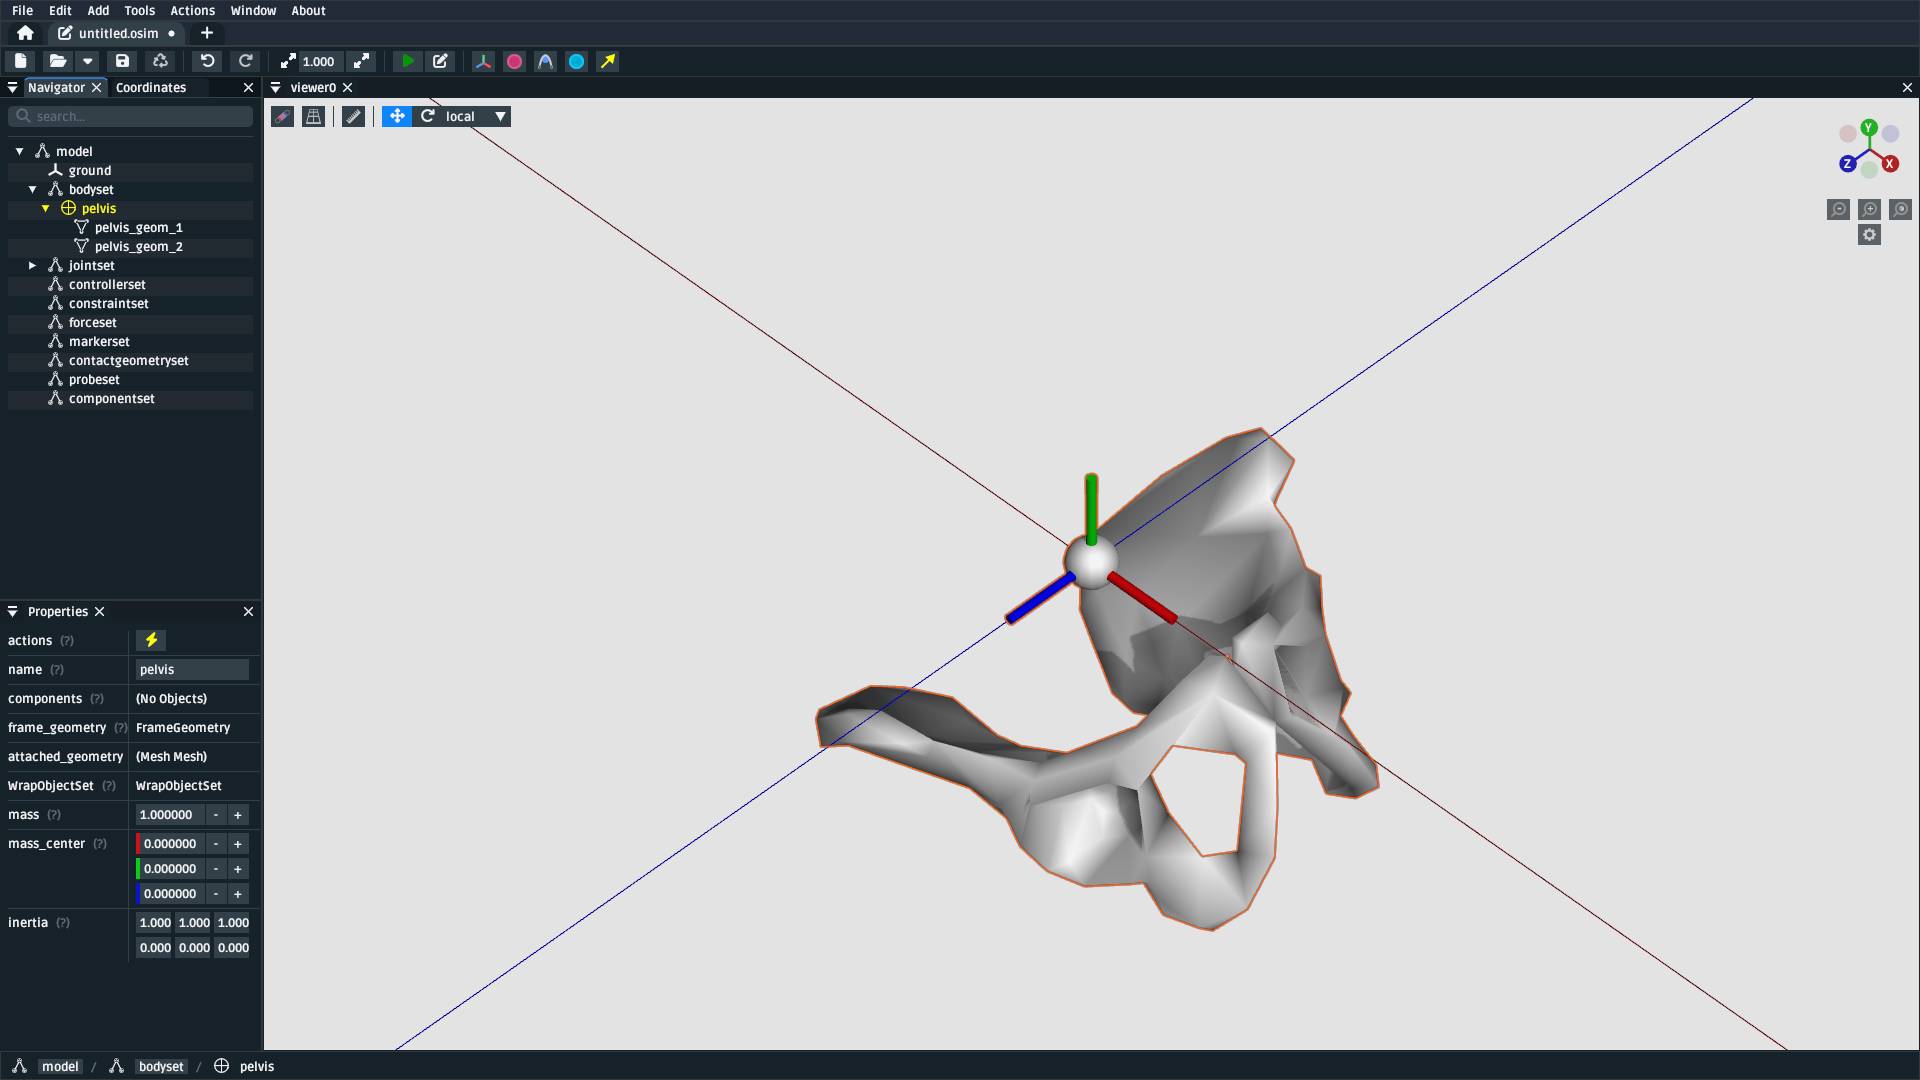 File Edit Add Tools Actions Window About
untitled.osim
1.000
Navigator Coordinates
viewer0
search...
local
Y
Z X
model
ground
bodyset
pelvis
pelvis_geom_1
pelvis_geom_2
jointset
controllerset
constraintset
forceset
markerset
contactgeometryset
probeset
componentset
Properties
actions (?)
name (?) pelvis
components (?) (No Objects)
frame_geometry (?) FrameGeometry
attached_geometry (Mesh Mesh)
WrapObjectSet (?) WrapObjectSet
mass (?) 1.000000 - +
mass_center (?) 0.000000 - +
0.000000 - +
0.000000 - +
inertia (?) 1.000 1.000 1.000
0.000 0.000 0.000
model / bodyset / pelvis